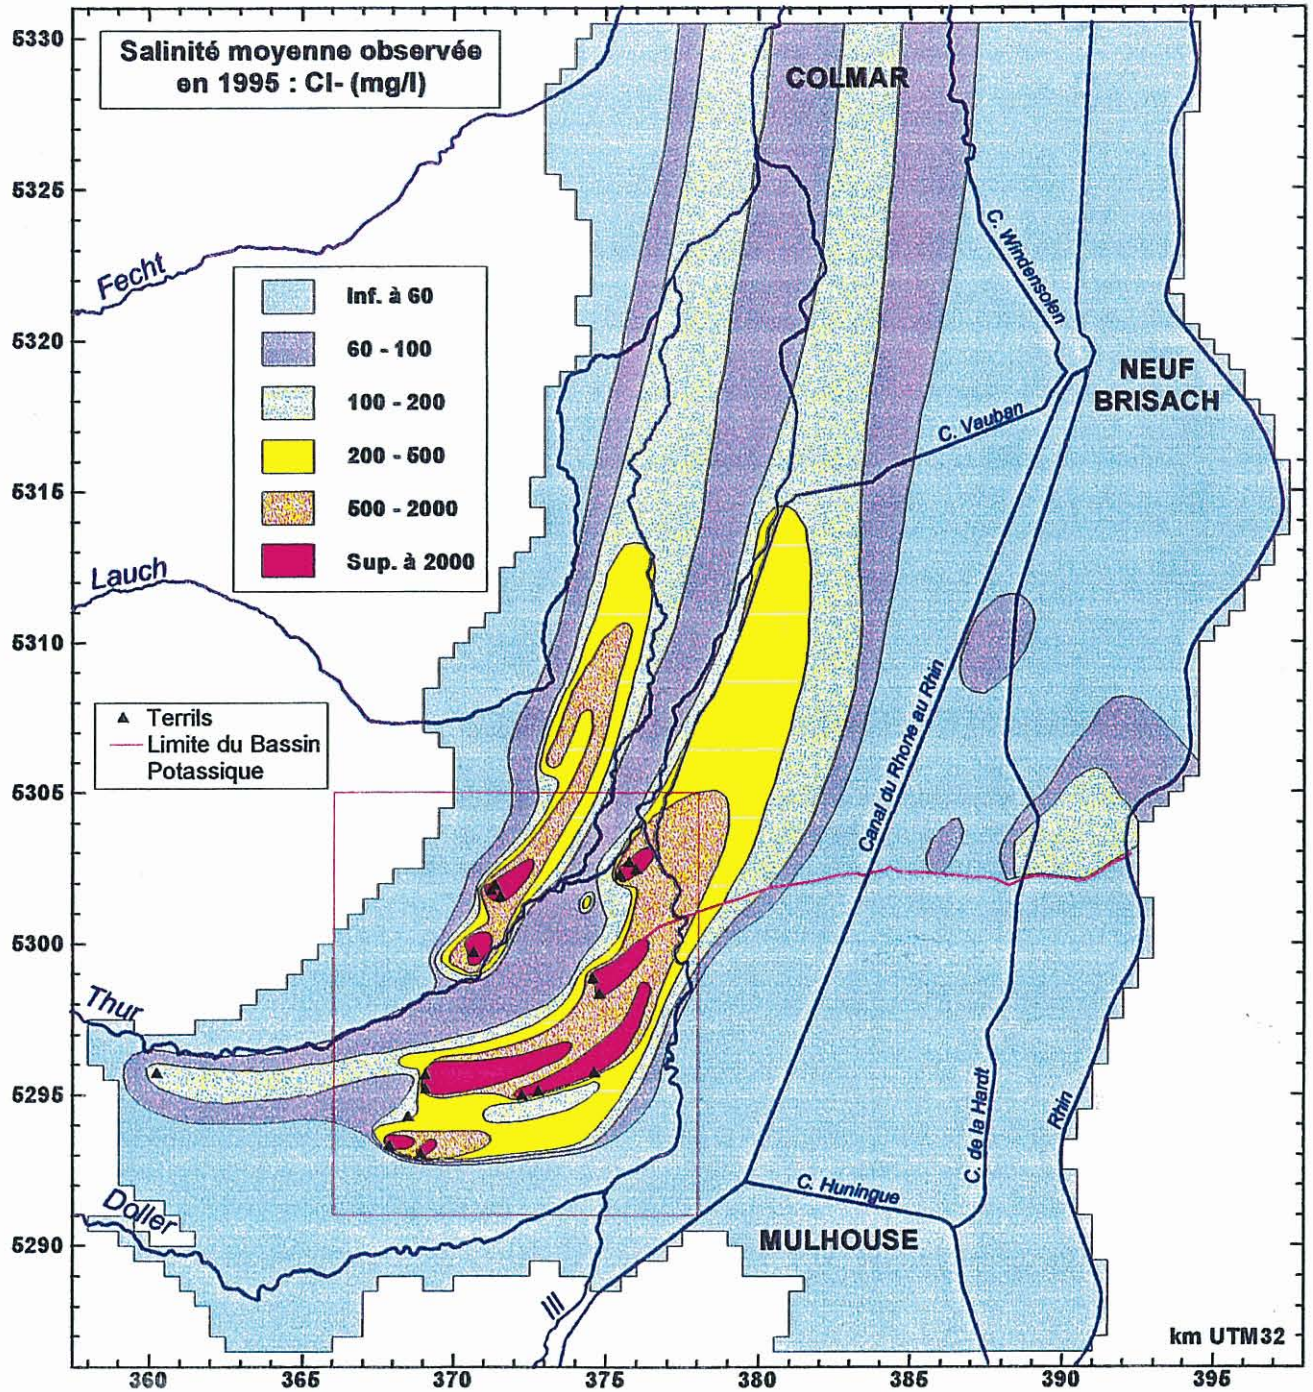 Salinité moyenne observée
en 1995 : Cl- (mg/l)
COLMAR
5330
5325
5320
5315
5310
5305
5300
5295
5290
Fecht
Inf. à 60
60 - 100
100 - 200
200 - 500
500 - 2000
Sup. à 2000
C. Windensolen
NEUF
BRISACH
C. Vauban
Lauch
Terrils
Limite du Bassin
Potassique
Canal du Rhone au Rhin
Thur
C. de la Hardt
Rhin
Doller
C. Huningue
MULHOUSE
Ill
km UTM32
360
365
370
375
380
385
390
395